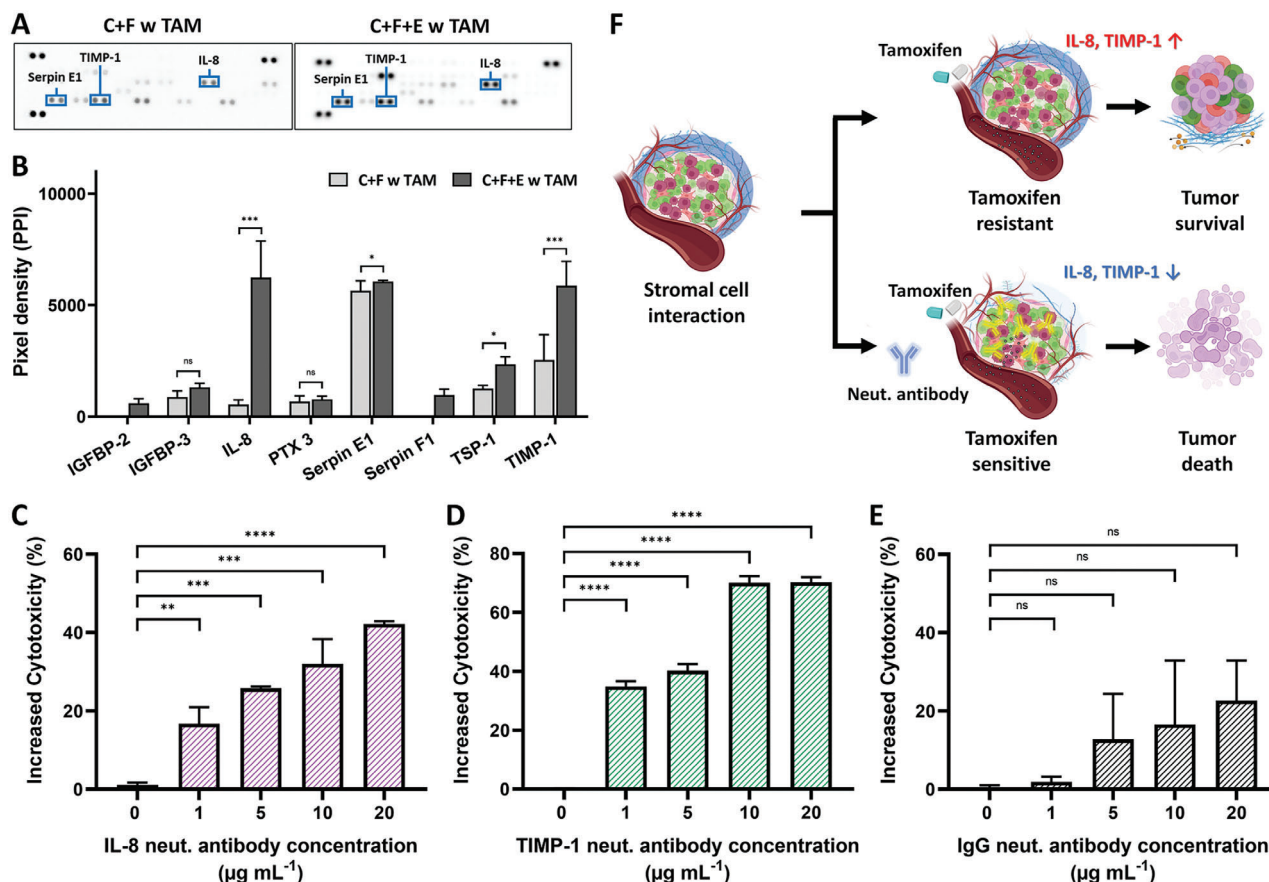 A
C+F w TAM
C+F+E w TAM
TIMP-1
IL-8
Serpin E1
TIMP-1
IL-8
Serpin E1
B
Pixel density (PPI)
10000
5000
0
C+F w TAM
C+F+E w TAM
ns
***
ns
*
*
***
IGFBP-2
IGFBP-3
IL-8
PTX 3
Serpin E1
Serpin F1
TSP-1
TIMP-1
F
Stromal cell
interaction
Tamoxifen
IL-8, TIMP-1 ↑
Tamoxifen
resistant
Tumor
survival
Tamoxifen
IL-8, TIMP-1 ↓
Neut. antibody
Tamoxifen
sensitive
Tumor
death
C
Increased Cytotoxicity (%)
60
40
20
0
****
***
***
**
0
1
5
10
20
IL-8 neut. antibody concentration
(µg mL⁻¹)
D
Increased Cytotoxicity (%)
80
60
40
20
0
****
****
****
****
0
1
5
10
20
TIMP-1 neut. antibody concentration
(µg mL⁻¹)
E
Increased Cytotoxicity (%)
60
40
20
0
ns
ns
ns
ns
0
1
5
10
20
IgG neut. antibody concentration
(µg mL⁻¹)